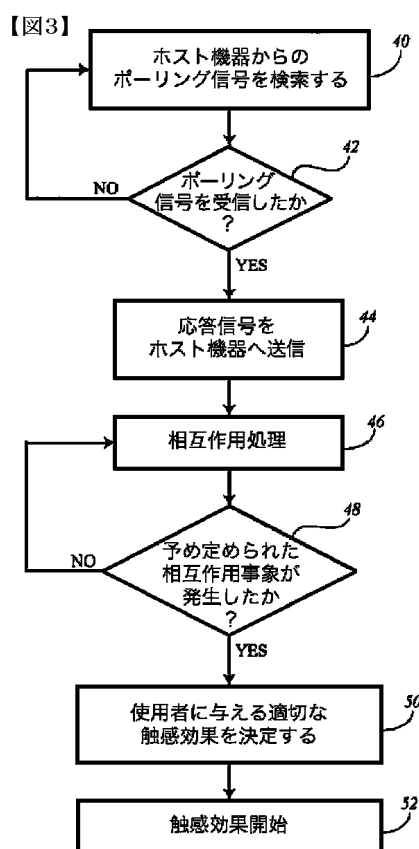 【図3】
40
ホスト機器からの
ポーリング信号を検索する
42
NO
ポーリング
信号を受信したか
?
YES
44
応答信号を
ホスト機器へ送信
46
相互作用処理
48
NO
予め定められた
相互作用事象が
発生したか
?
YES
50
使用者に与える適切な
触感効果を決定する
52
触感効果開始